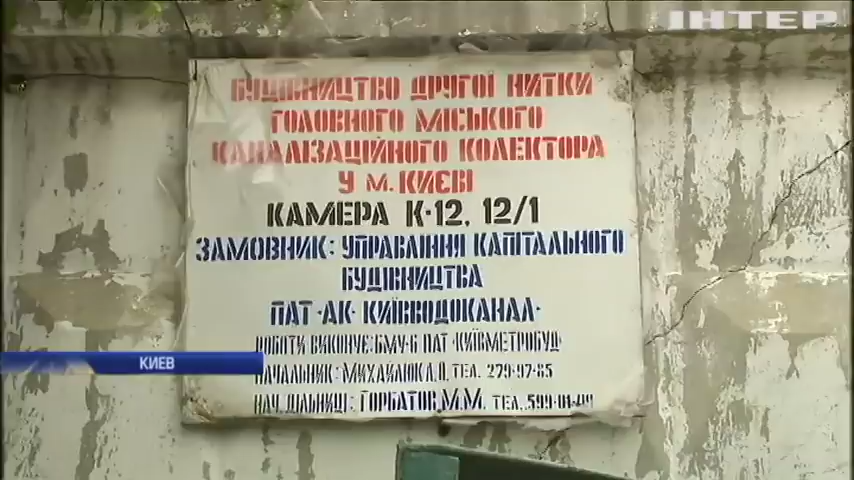 ІНТЕР
БУДІВНИЦТВО ДРУГОЇ НИТКИ
ГОЛОВНОГО МІСЬКОГО
КАНАЛІЗАЦІЙНОГО КОЛЕКТОРА
У М. КИЄВІ
КАМЕРА К-12, 12/1
ЗАМОВНИК: УПРАВЛІННЯ КАПІТАЛЬНОГО
БУДІВНИЦТВА
ПАТ "АК" КИЇВВОДОКАНАЛ"
РОБОТИ ВИКОНУЄ: БМУ-6 ПАТ "КИЇВМЕТРОБУД"
КИЕВ
НАЧАЛЬНИК: МИХАЙЛЮК ТЕЛ. 279-97-85
НАЧ. ДІЛЬНИЦІ: ГОРБАТОВ М.М. ТЕЛ.